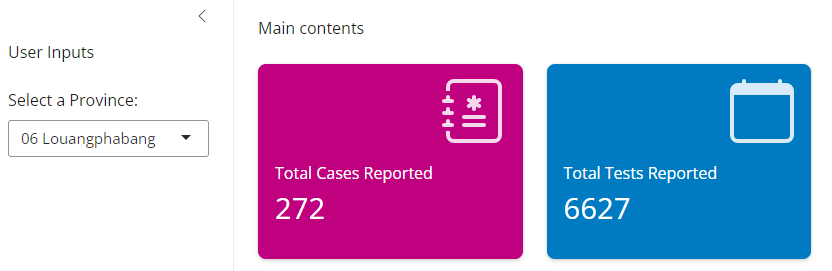 User Inputs
Select a Province:
06 Louangphabang
Main contents
Total Cases Reported
272
Total Tests Reported
6627